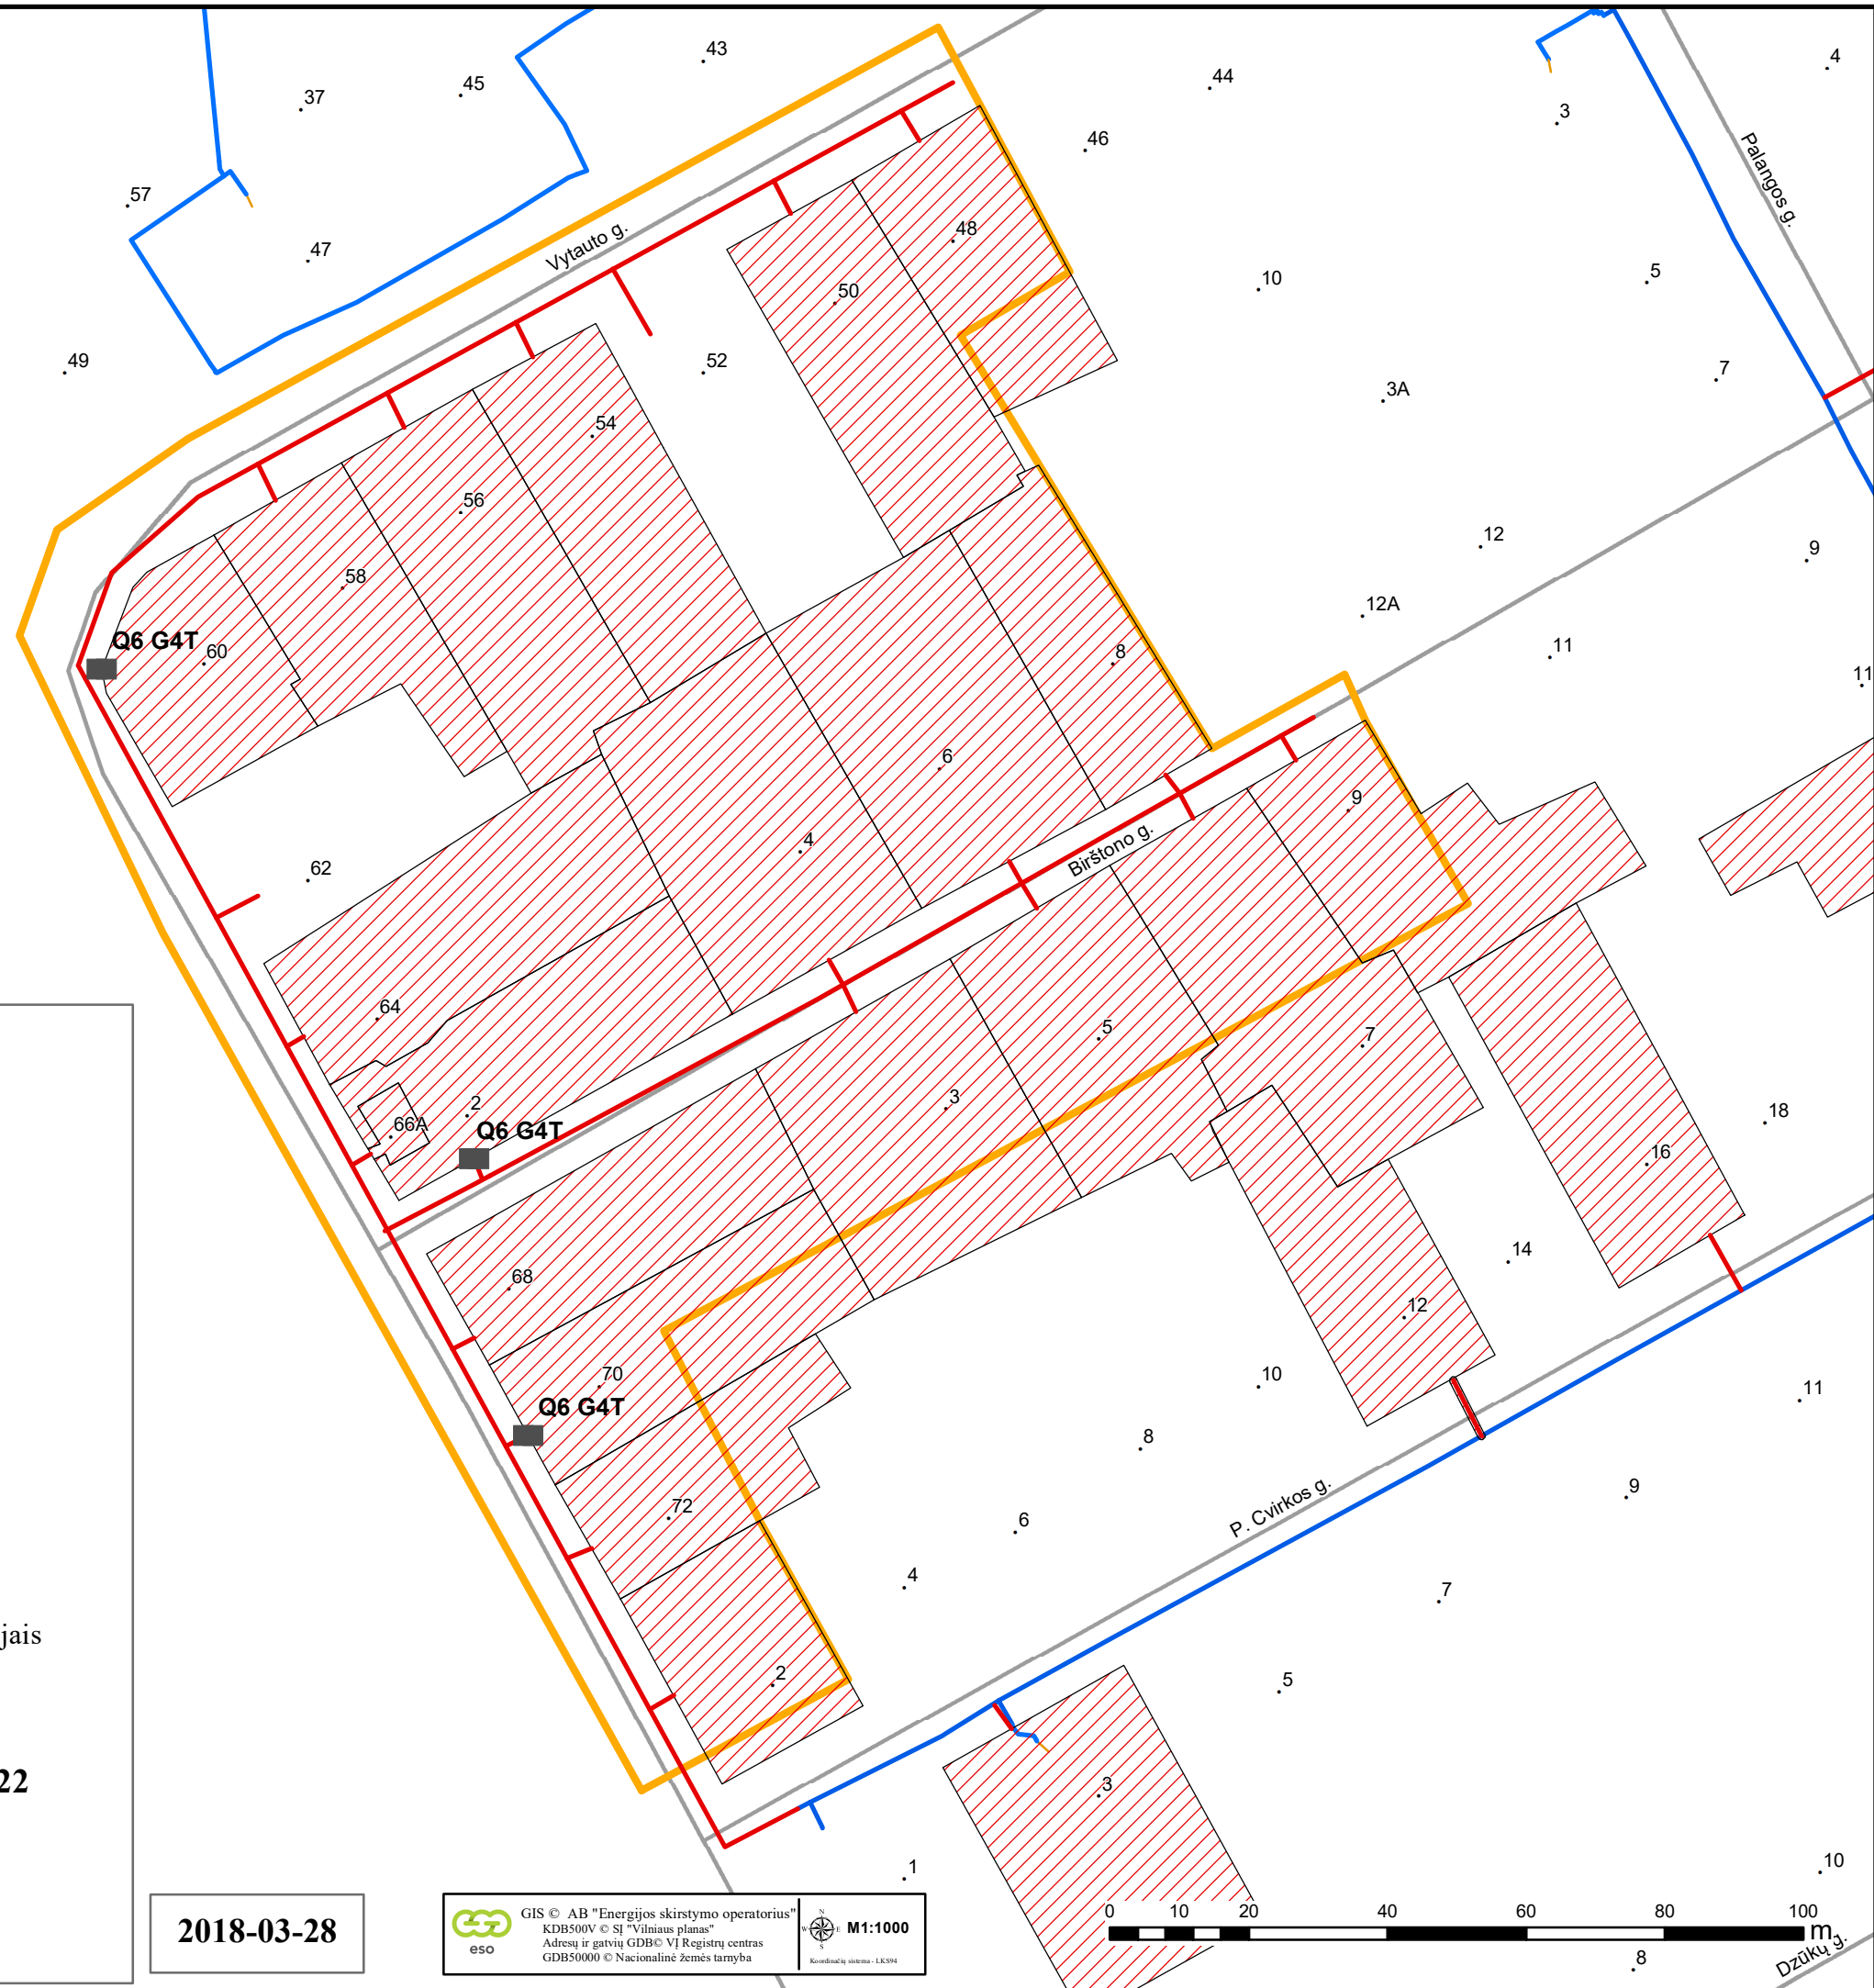 43
4
44
45
37
3
46
Palangos g.
57
48
Vytauto g.
47
10
5
50
49
52
7
3A
54
56
12
9
58
12A
Q6 G4T
60
11
8
11
6
9
4
Birštono g.
62
64
5
7
2
3
66A
18
Q6 G4T
16
14
68
12
70
10
11
Q6 G4T
8
9
72
P. Cvirkos g.
6
4
7
jais
2
5
22
3
1
10
2018-03-28
eso
GIS © AB "Energijos skirstymo operatorius"
KDB500V © SĮ "Vilniaus planas"
Adresų ir gatvių GDB© VĮ Registrų centras
GDB50000 © Nacionalinė žemės tarnyba
N
W E
S
M1:1000
Koordinačių sistema - LKS94
0 10 20 40 60 80 100
m.
8
Dzūkų g.